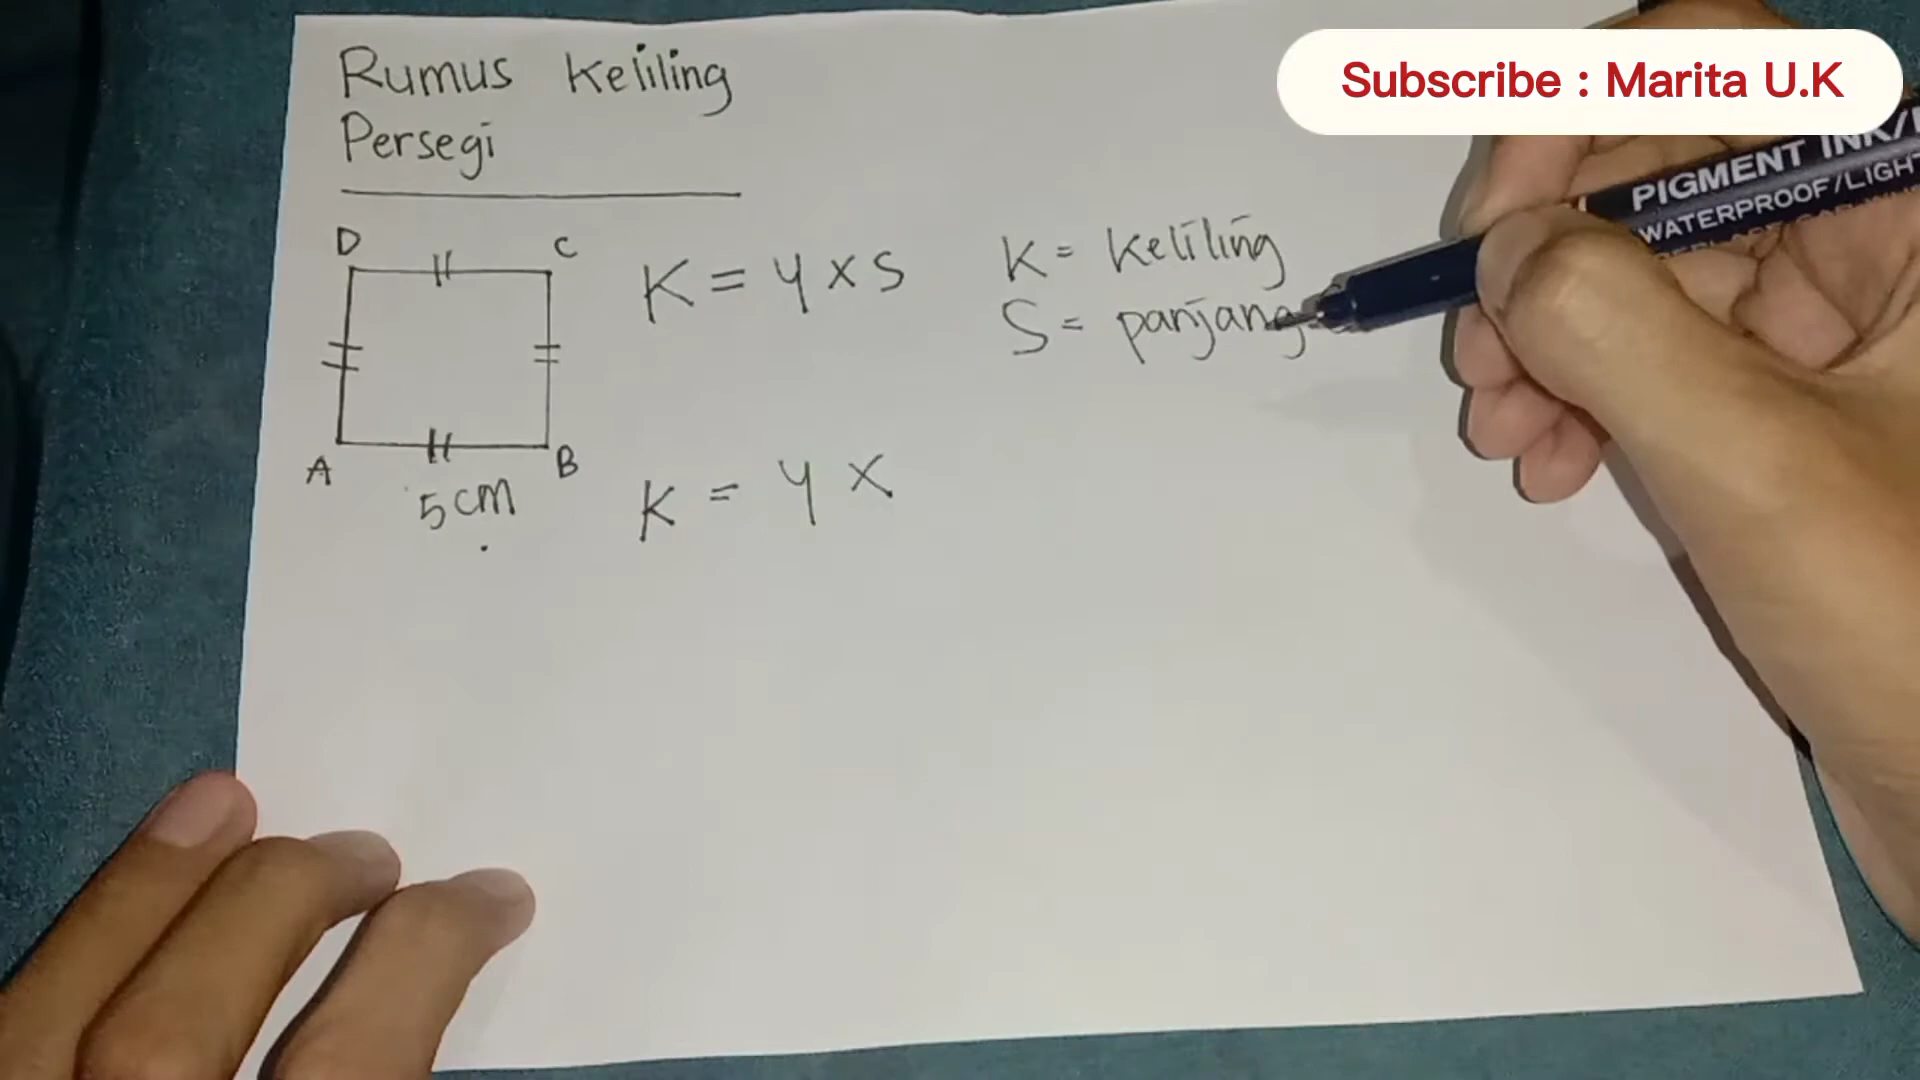 Subscribe : Marita U.K
Rumus Keliling
Persegi
D C
K = 4 x S
K = Keliling
S = panjang
A B
5 cm
K = 4 x
PIGMENT INK/
WATERPROOF/LIGHT